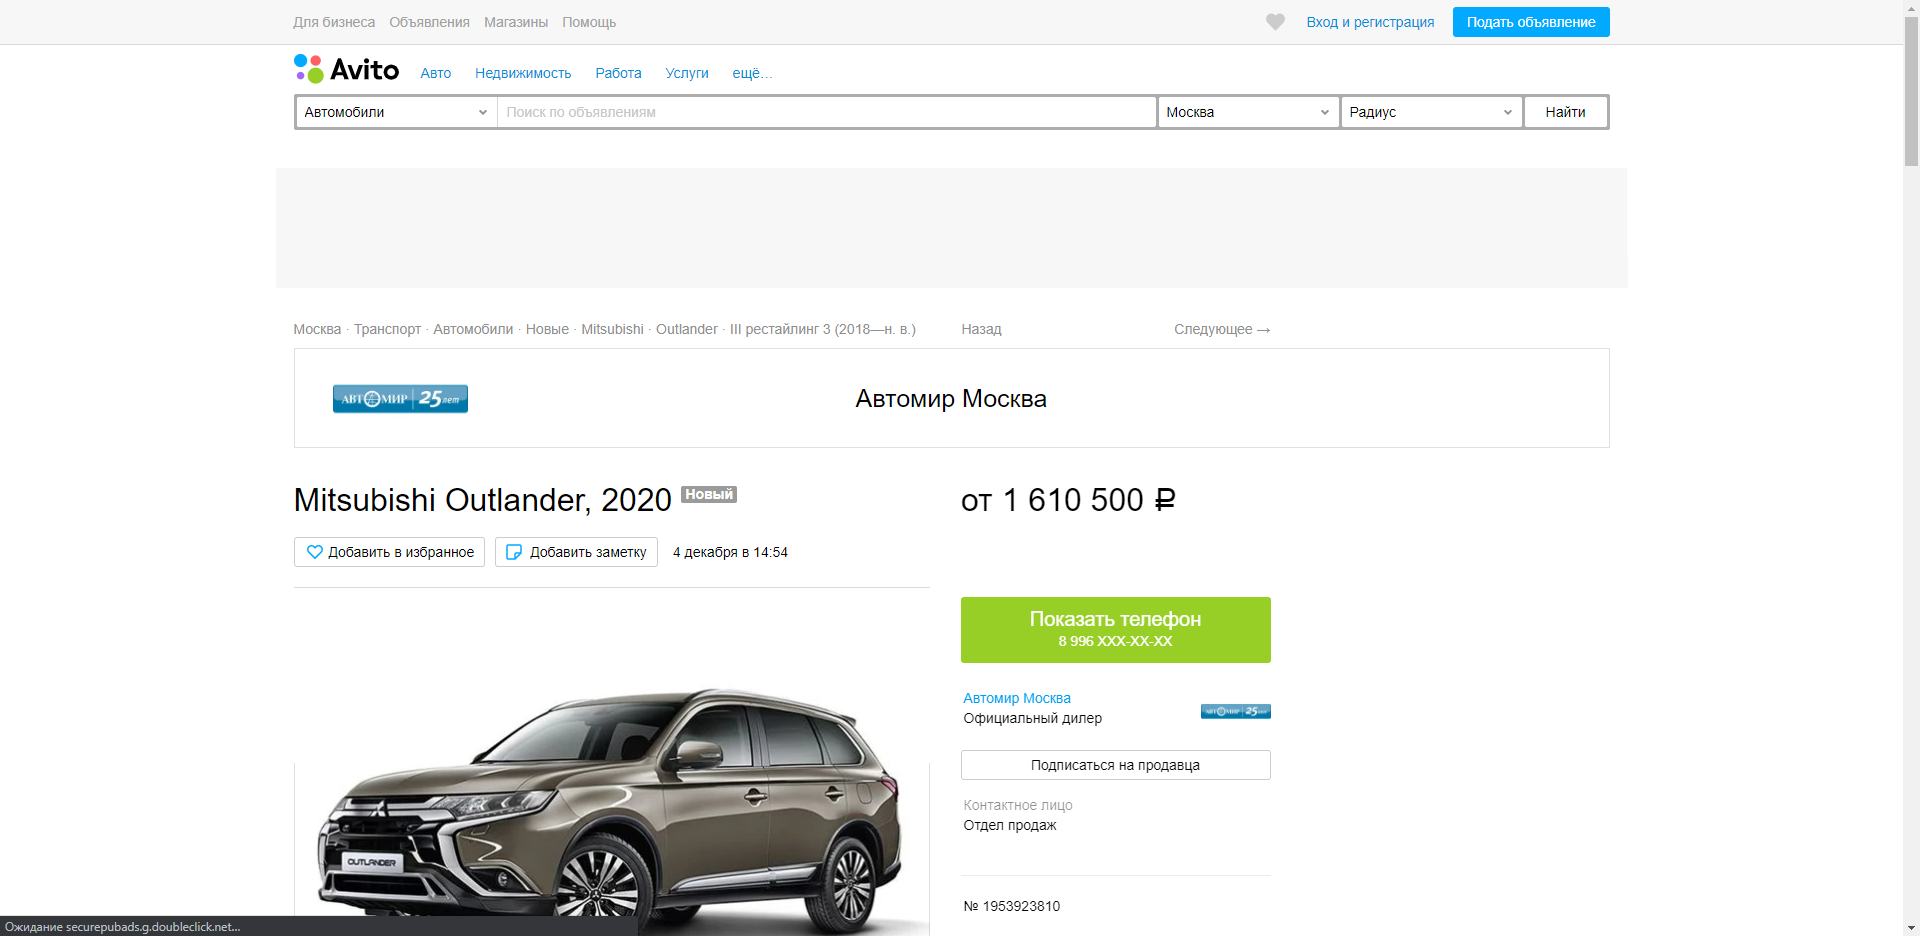 Для бизнеса Объявления Магазины Помощь
Вход и регистрация
Подать объявление
Avito
Авто Недвижимость Работа Услуги ещё...
Автомобили
Поиск по объявлениям
Москва
Радиус
Найти
Москва · Транспорт · Автомобили · Новые · Mitsubishi · Outlander · III рестайлинг 3 (2018—н. в.)
Назад
Следующее →
АВТОМИР 25 лет
Автомир Москва
Mitsubishi Outlander, 2020 Новый
от 1 610 500 ₽
Добавить в избранное
Добавить заметку
4 декабря в 14:54
Показать телефон
8 996 XXX-XX-XX
Автомир Москва
Официальный дилер
АВТОМИР 25 лет
Подписаться на продавца
Контактное лицо
Отдел продаж
OUTLANDER
№ 1953923810
Ожидание securepubads.g.doubleclick.net...